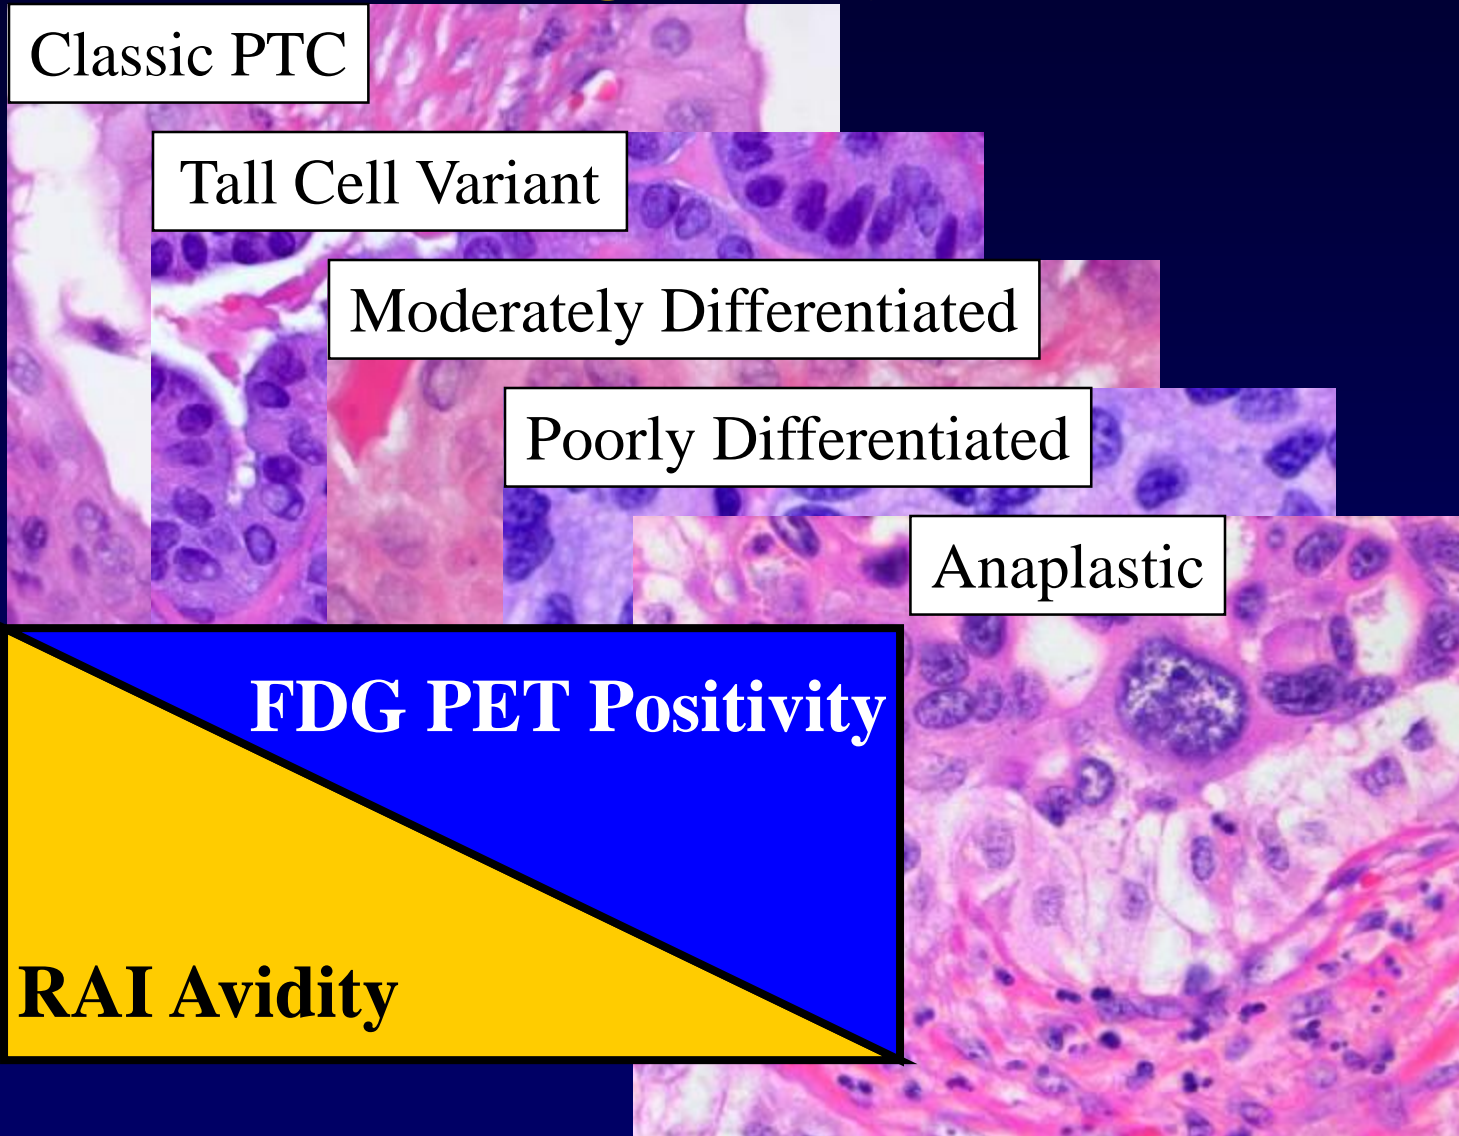 Classic PTC
Tall Cell Variant
Moderately Differentiated
Poorly Differentiated
Anaplastic
FDG PET Positivity
RAI Avidity